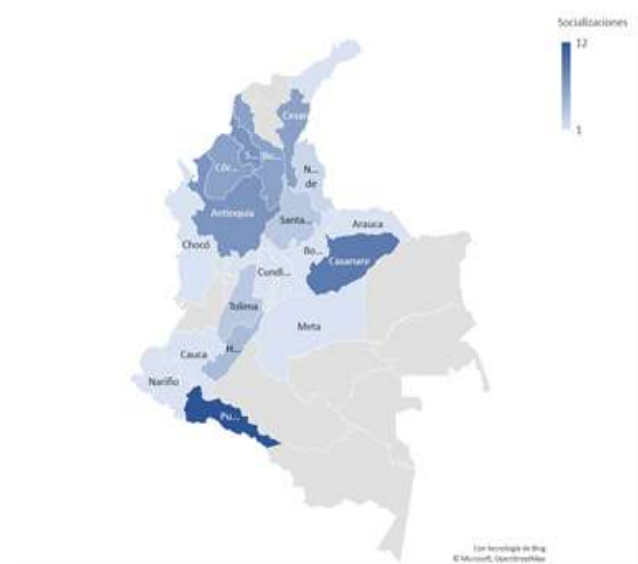 Socializaciones
12
1
Cesar
Cór...
S...
Bo...
N...
de
Antioquia
Santa...
Arauca
Chocó
Bo...
Casanare
Cundi...
Tolima
Meta
H...
Cauca
Nariño
Pu...
Con tecnología de Bing
© Microsoft, OpenStreetMap